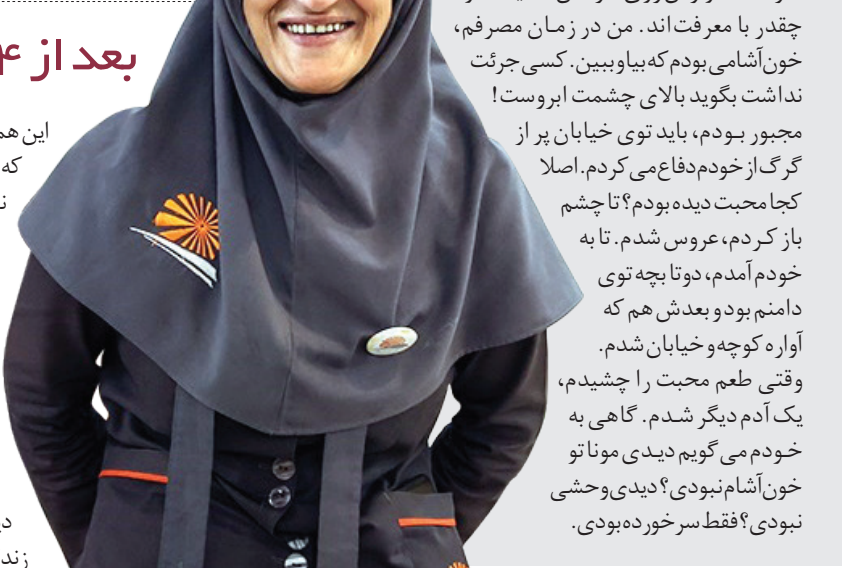 چقدر با معرفت‌اند. من در زمان مصرفم،
خون‌آشامی بودم که بیا و ببین. کسی جرئت
نداشت بگوید بالای چشمت ابروست!
مجبور بودم، باید توی خیابان پر از
گرگ از خودم دفاع می‌کردم. اصلا
کجا محبت دیده بودم؟ تا چشم
باز کردم، عروس شدم. تا به
خودم آمدم، دو تا بچه توی
دامنم بود و بعدش هم که
آواره کوچه و خیابان شدم.
وقتی طعم محبت را چشیدم،
یک آدم دیگر شدم. گاهی به
خودم می‌گویم دیدی مونا تو
خون‌آشام نبودی؟ دیدی وحشی
نبودی؟ فقط سرخورده بودی.
بعد از ۴
این هم
که
زند